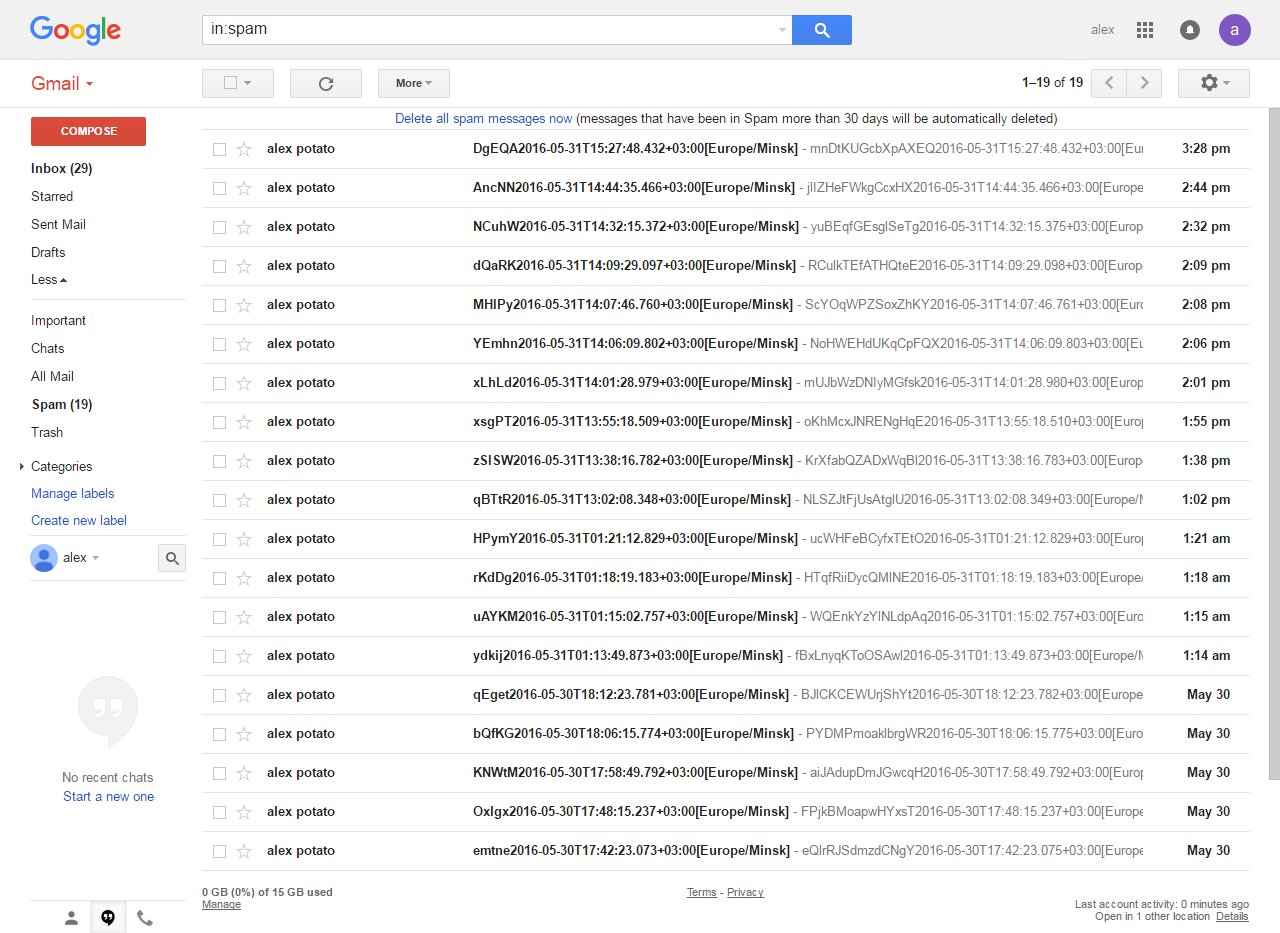 Google
in:spam
alex
a
Gmail
More
1–19 of 19
COMPOSE
Inbox (29)
Starred
Sent Mail
Drafts
Less
Important
Chats
All Mail
Spam (19)
Trash
Categories
Manage labels
Create new label
alex
No recent chats
Start a new one
Delete all spam messages now (messages that have been in Spam more than 30 days will be automatically deleted)
alex potato DgEQA2016-05-31T15:27:48.432+03:00[Europe/Minsk] - mnDtKUGcbXpAXEQ2016-05-31T15:27:48.432+03:00[Eur 3:28 pm
alex potato AncNN2016-05-31T14:44:35.466+03:00[Europe/Minsk] - jIIZHeFWkgCcxHX2016-05-31T14:44:35.466+03:00[Europe 2:44 pm
alex potato NCuhW2016-05-31T14:32:15.372+03:00[Europe/Minsk] - yuBEqfGEsglSeTg2016-05-31T14:32:15.375+03:00[Europ 2:32 pm
alex potato dQaRK2016-05-31T14:09:29.097+03:00[Europe/Minsk] - RCulkTEfATHQteE2016-05-31T14:09:29.098+03:00[Europ 2:09 pm
alex potato MHIPy2016-05-31T14:07:46.760+03:00[Europe/Minsk] - ScYOqWPZSoxZhKY2016-05-31T14:07:46.761+03:00[Euro 2:08 pm
alex potato YEmhn2016-05-31T14:06:09.802+03:00[Europe/Minsk] - NoHWEHdUKqCpFQX2016-05-31T14:06:09.803+03:00[Eu 2:06 pm
alex potato xLhLd2016-05-31T14:01:28.979+03:00[Europe/Minsk] - mUJbWzDNIyMGfsk2016-05-31T14:01:28.980+03:00[Europ 2:01 pm
alex potato xsgPT2016-05-31T13:55:18.509+03:00[Europe/Minsk] - oKhMcxJNRENgHqE2016-05-31T13:55:18.510+03:00[Euro 1:55 pm
alex potato zSISW2016-05-31T13:38:16.782+03:00[Europe/Minsk] - KrXfabQZADxWqBI2016-05-31T13:38:16.783+03:00[Europ 1:38 pm
alex potato qBTtR2016-05-31T13:02:08.348+03:00[Europe/Minsk] - NLSZJtFjUsAtglU2016-05-31T13:02:08.349+03:00[Europe/M 1:02 pm
alex potato HPymY2016-05-31T01:21:12.829+03:00[Europe/Minsk] - ucWHFeBCyfxTEtO2016-05-31T01:21:12.829+03:00[Europ 1:21 am
alex potato rKdDg2016-05-31T01:18:19.183+03:00[Europe/Minsk] - HTqfRiiDycQMINE2016-05-31T01:18:19.183+03:00[Europe/ 1:18 am
alex potato uAYKM2016-05-31T01:15:02.757+03:00[Europe/Minsk] - WQEnkYzYINLdpAq2016-05-31T01:15:02.757+03:00[Euro 1:15 am
alex potato ydkij2016-05-31T01:13:49.873+03:00[Europe/Minsk] - fBxLnyqKToOSAwl2016-05-31T01:13:49.873+03:00[Europe/M 1:14 am
alex potato qEget2016-05-30T18:12:23.781+03:00[Europe/Minsk] - BJICKCEWUrjShYt2016-05-30T18:12:23.782+03:00[Europe May 30
alex potato bQfKG2016-05-30T18:06:15.774+03:00[Europe/Minsk] - PYDMPmoaklbrgWR2016-05-30T18:06:15.775+03:00[Euro May 30
alex potato KNWtM2016-05-30T17:58:49.792+03:00[Europe/Minsk] - aiJAdupDmJGwcqH2016-05-30T17:58:49.792+03:00[Europ May 30
alex potato OxIgx2016-05-30T17:48:15.237+03:00[Europe/Minsk] - FPjkBMoapwHYxsT2016-05-30T17:48:15.237+03:00[Europe May 30
alex potato emtne2016-05-30T17:42:23.073+03:00[Europe/Minsk] - eQlrRJSdmzdCNgY2016-05-30T17:42:23.075+03:00[Europe May 30
0 GB (0%) of 15 GB used
Manage
Terms - Privacy
Last account activity: 0 minutes ago
Open in 1 other location Details